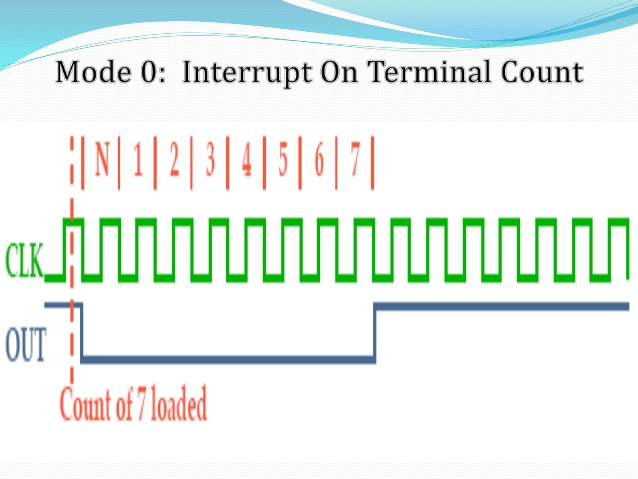 Mode 0: Interrupt On Terminal Count
N 1 2 3 4 5 6 7
CLK
OUT
Count of 7 loaded